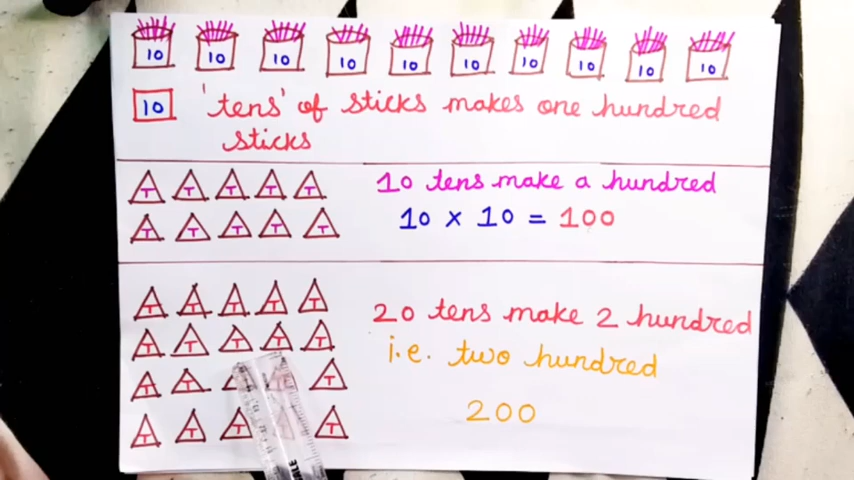 10 10 10 10 10 10 10 10 10 10
10 'tens' of sticks makes one hundred
sticks
T T T T T 10 tens make a hundred
T T T T T 10 x 10 = 100
T T T T T 20 tens make 2 hundred
T T T T T i.e. two hundred
T T T
T T T T 200